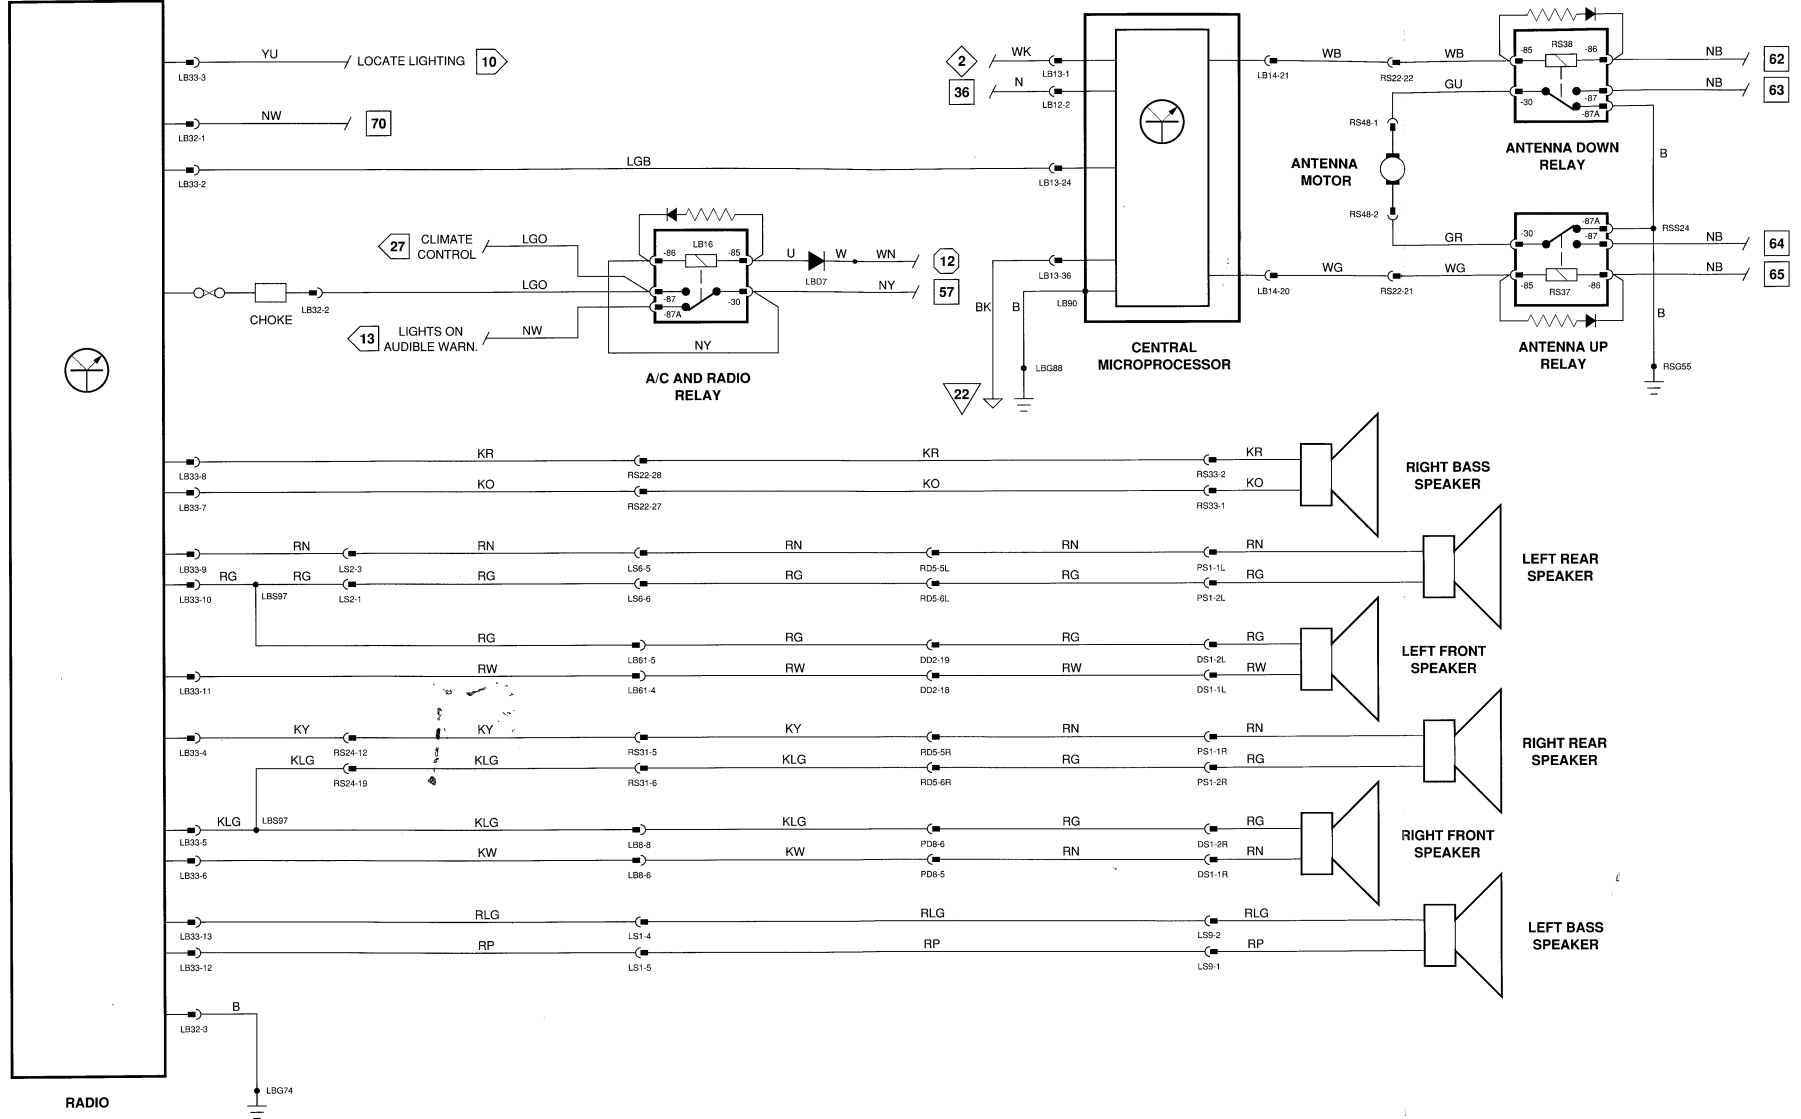 YU
LOCATE LIGHTING
10
LB33-3
NW
70
LB32-1
LGB
LB33-2
LB13-24
2
WK
LB13-1
36
N
LB12-2
WB
WB
LB14-21
RS22-22
-85
RS38
-86
NB
62
GU
-30
-87
-87A
NB
63
RS48-1
ANTENNA DOWN
RELAY
B
ANTENNA
MOTOR
RS48-2
27
CLIMATE
CONTROL
LGO
-86
LB16
-85
U
W
WN
12
LBD7
LB13-36
CHOKE
LB32-2
LGO
-87
-30
-87A
NY
57
13
LIGHTS ON
AUDIBLE WARN.
NW
NY
A/C AND RADIO
RELAY
BK
B
LB90
LBG88
22
CENTRAL
MICROPROCESSOR
GR
-30
-87A
-87
RSS24
NB
64
WG
WG
LB14-20
RS22-21
-85
RS37
-86
NB
65
B
ANTENNA UP
RELAY
RSG55
KR
KR
KR
LB33-8
RS22-28
RS33-2
KO
KO
KO
LB33-7
RS22-27
RS33-1
RIGHT BASS
SPEAKER
RN
RN
RN
RN
RN
LB33-9
LS2-3
LS6-5
RD5-5L
PS1-1L
RG
RG
RG
RG
RG
RG
LB33-10
LBS97
LS2-1
LS6-6
RD5-6L
PS1-2L
LEFT REAR
SPEAKER
RG
RG
RG
RG
LB61-5
DD2-19
DS1-2L
RW
RW
RW
RW
LB33-11
LB61-4
DD2-18
DS1-1L
LEFT FRONT
SPEAKER
KY
KY
KY
RN
RN
LB33-4
RS24-12
RS31-5
RD5-5R
PS1-1R
KLG
KLG
KLG
RG
RG
RS24-19
RS31-6
RD5-6R
PS1-2R
RIGHT REAR
SPEAKER
KLG
LBS97
KLG
KLG
RG
RG
LB33-5
LB8-8
PD8-6
DS1-2R
KW
KW
RN
RN
LB33-6
LB8-6
PD8-5
DS1-1R
RIGHT FRONT
SPEAKER
RLG
RLG
RLG
LB33-13
LS1-4
LS9-2
RP
RP
RP
LB33-12
LS1-5
LS9-1
LEFT BASS
SPEAKER
B
LB32-3
LBG74
RADIO